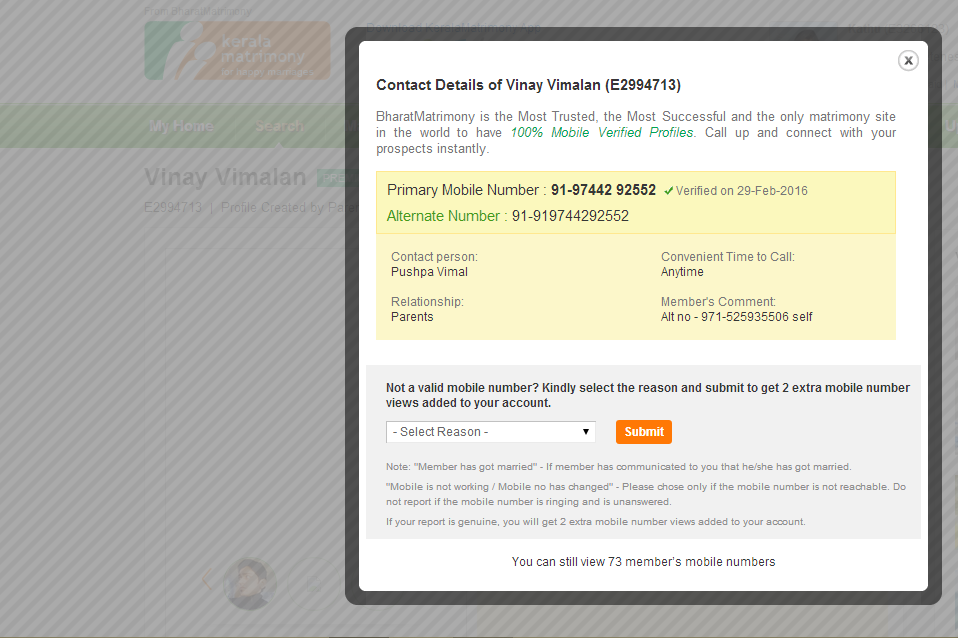 From BharatMatrimony
kerala
matrimony
for happy marriages
My Home Search
Vinay Vimalan
E2994713 | Profile Created by
Contact Details of Vinay Vimalan (E2994713)
x
BharatMatrimony is the Most Trusted, the Most Successful and the only matrimony site
in the world to have 100% Mobile Verified Profiles. Call up and connect with your
prospects instantly.
Primary Mobile Number : 91-97442 92552 Verified on 29-Feb-2016
Alternate Number : 91-919744292552
Contact person:
Pushpa Vimal
Convenient Time to Call:
Anytime
Relationship:
Parents
Member's Comment:
Alt no - 971-525935506 self
Not a valid mobile number? Kindly select the reason and submit to get 2 extra mobile number
views added to your account.
- Select Reason -
Submit
Note: "Member has got married" - If member has communicated to you that he/she has got married.
"Mobile is not working / Mobile no has changed" - Please chose only if the mobile number is not reachable. Do
not report if the mobile number is ringing and is unanswered.
If your report is genuine, you will get 2 extra mobile number views added to your account.
You can still view 73 member's mobile numbers